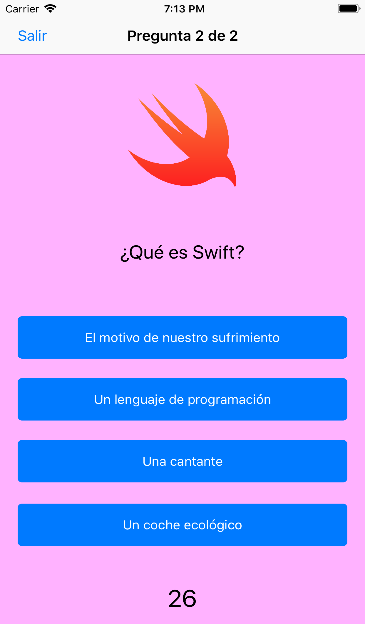 Carrier 7:13 PM
Salir Pregunta 2 de 2
¿Qué es Swift?
El motivo de nuestro sufrimiento
Un lenguaje de programación
Una cantante
Un coche ecológico
26